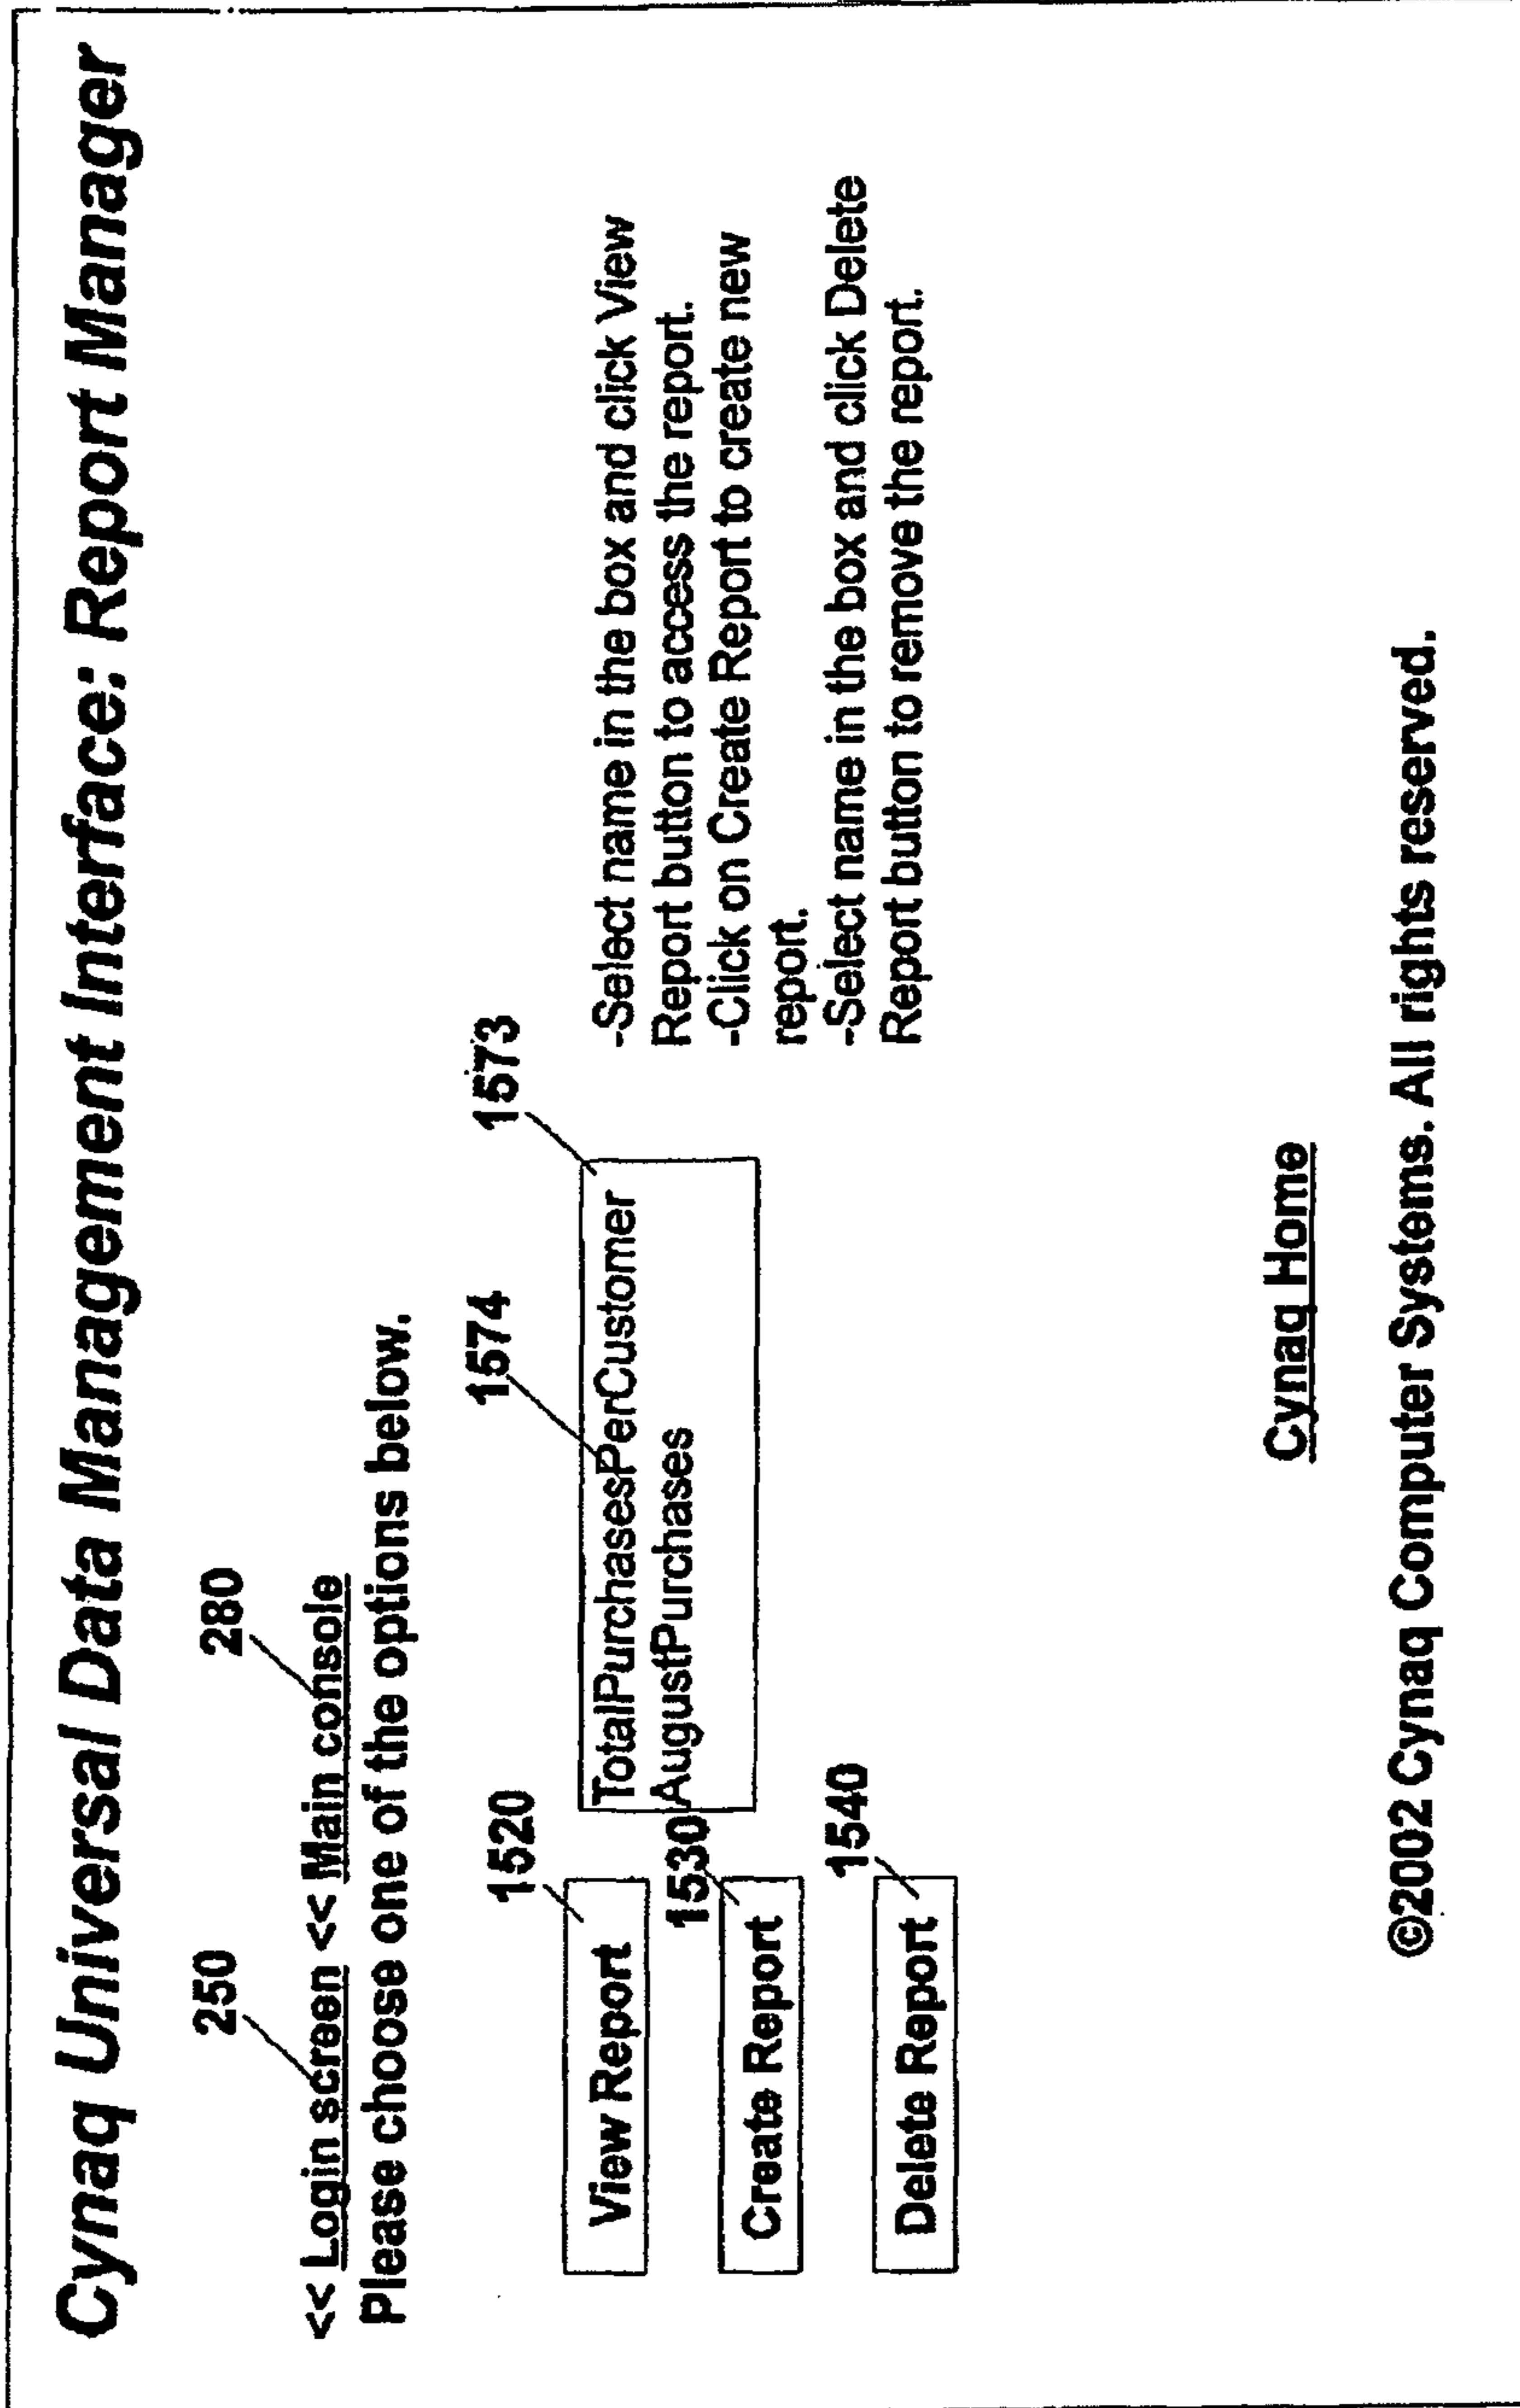 Cynaq Universal Data Management Interface: Report Manager
250
280
<< Login screen << Main console
Please choose one of the options below.
1520
1574
1573
View Report
TotalPurchasesPerCustomer
AugustPurchases
1530
Create Report
1540
Delete Report
-Select name in the box and click View
Report button to access the report.
-Click on Create Report to create new
report.
-Select name in the box and click Delete
Report button to remove the report.
Cynaq Home
©2002 Cynaq Computer Systems. All rights reserved.